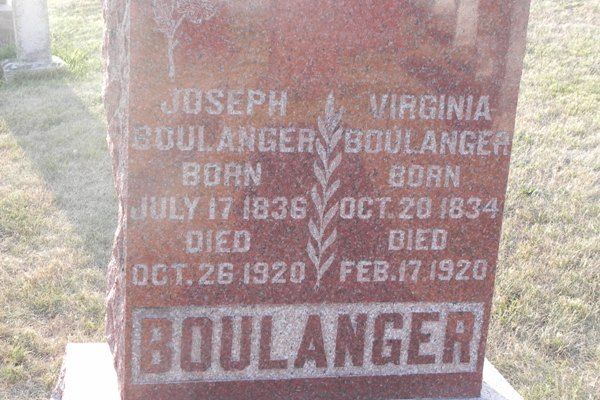 JOSEPH
BOULANGER
BORN
JULY 17 1836
DIED
OCT. 26 1920
VIRGINIA
BOULANGER
BORN
OCT. 20 1834
DIED
FEB. 17. 1920
BOULANGER